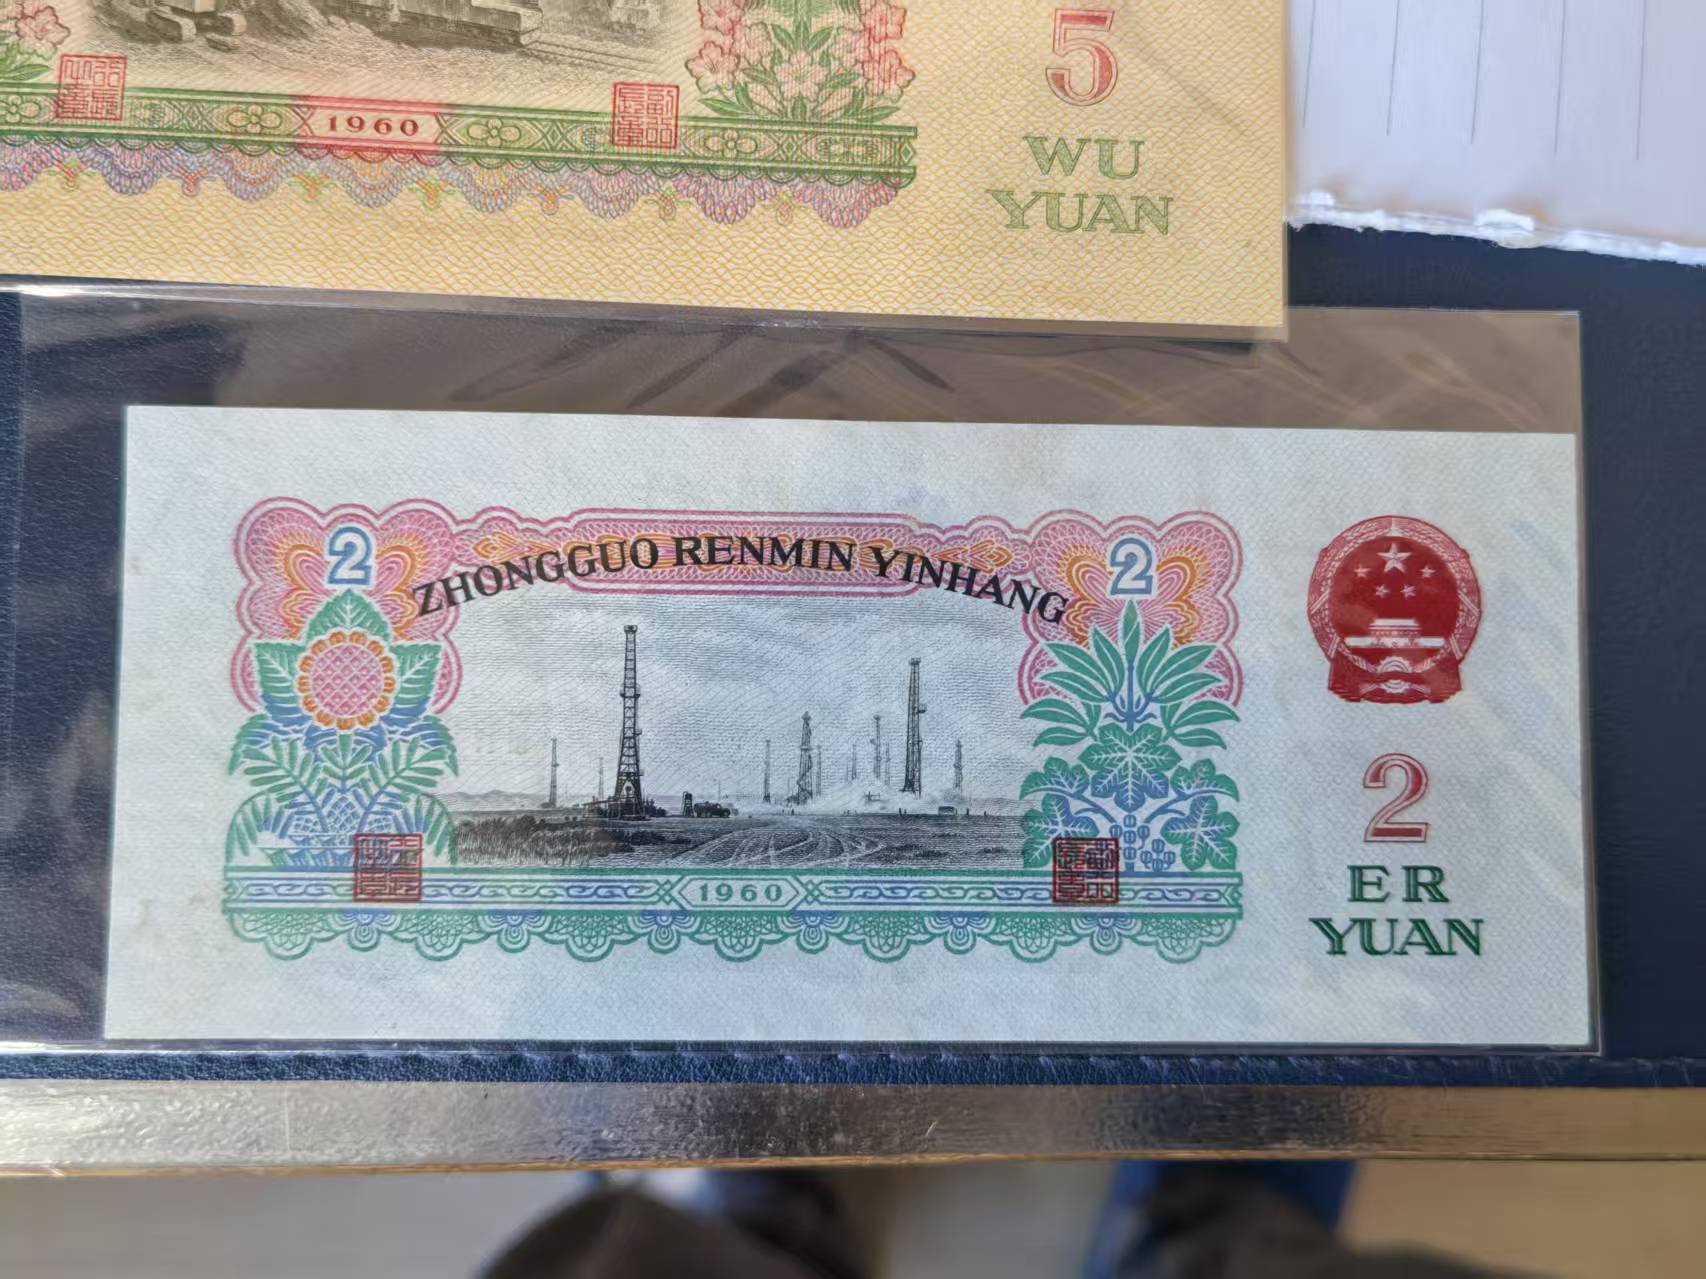 5
1960
WU
YUAN
2
2
ZHONGGUO RENMIN YINHANG
2
1960
ER
YUAN